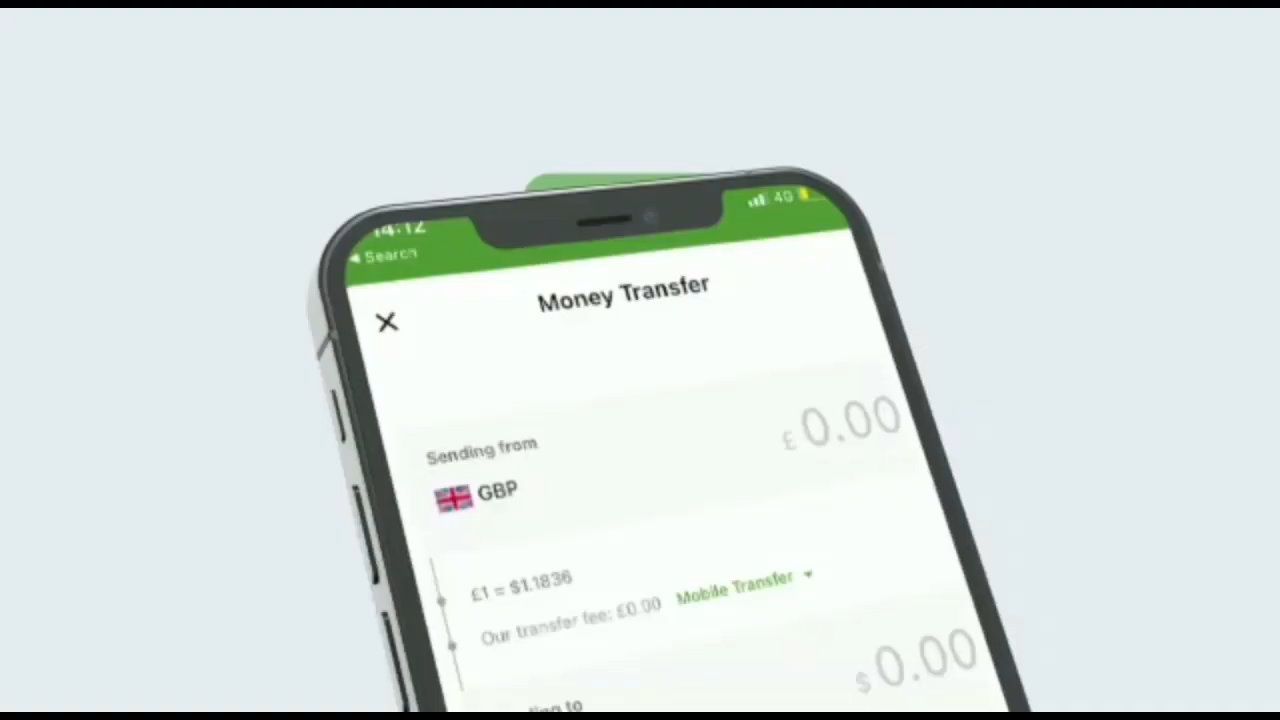 14:12
4G
Search
Money Transfer
£ 0.00
Sending from
GBP
£1 = $1.1836
Our transfer fee: £0.00 Mobile Transfer
$ 0.00
to